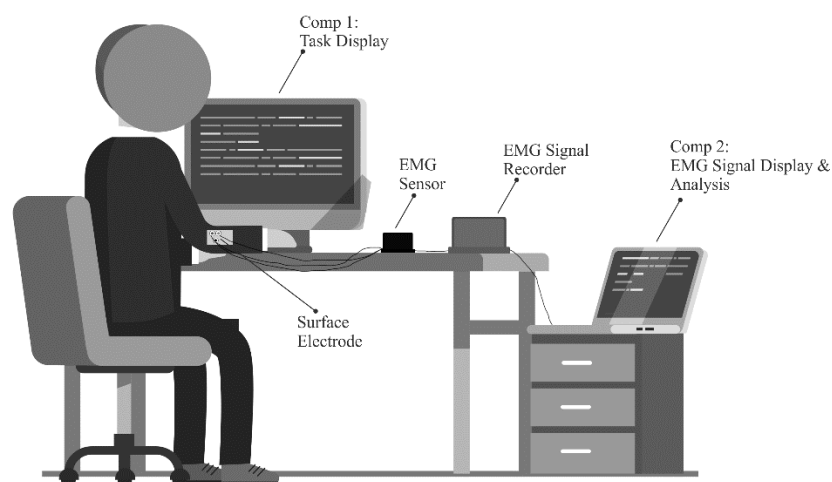 Comp 1:
Task Display
EMG
Sensor
EMG Signal
Recorder
Comp 2:
EMG Signal Display &
Analysis
Surface
Electrode